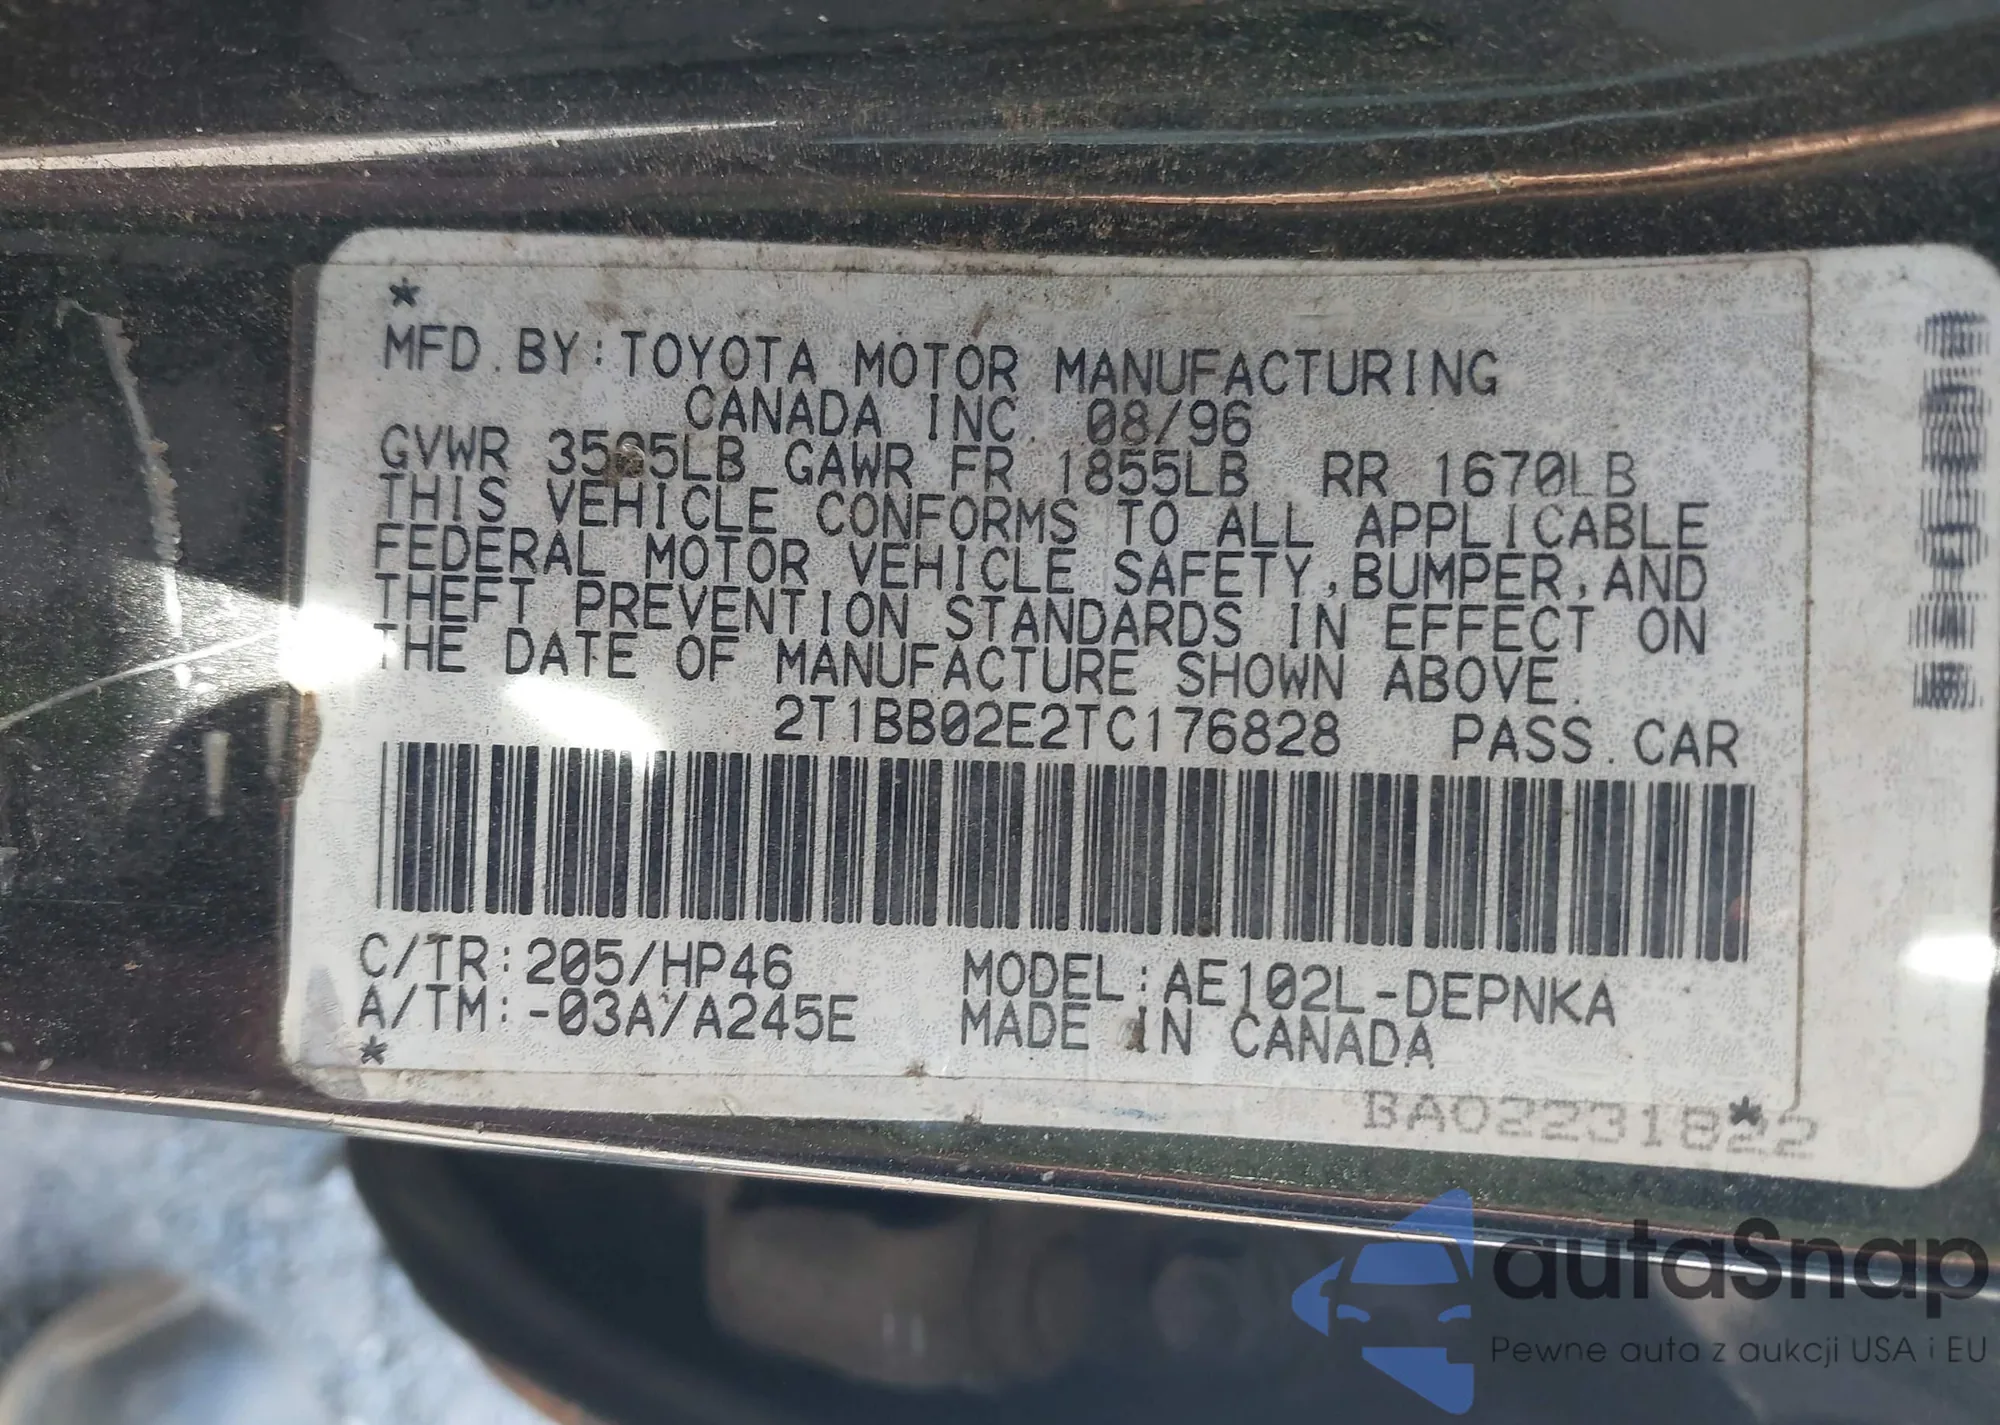 *
MFD. BY: TOYOTA MOTOR MANUFACTURING
CANADA INC. 08/96
GVWR GAWR FR 1855LB RR 1670LB
THIS VEHICLE CONFORMS TO ALL APPLICABLE
FEDERAL MOTOR VEHICLE SAFETY, BUMPER, AND
THEFT PREVENTION STANDARDS IN EFFECT ON
THE DATE OF MANUFACTURE SHOWN ABOVE.
2T1BB02E2TC176828 PASS. CAR
C/TR: 205/HP46 MODEL: AE102L-DEPNKA
A/TM: -03A/A245E MADE IN CANADA
*
*
autaSnap
Pewne auta z aukcji USA i EU